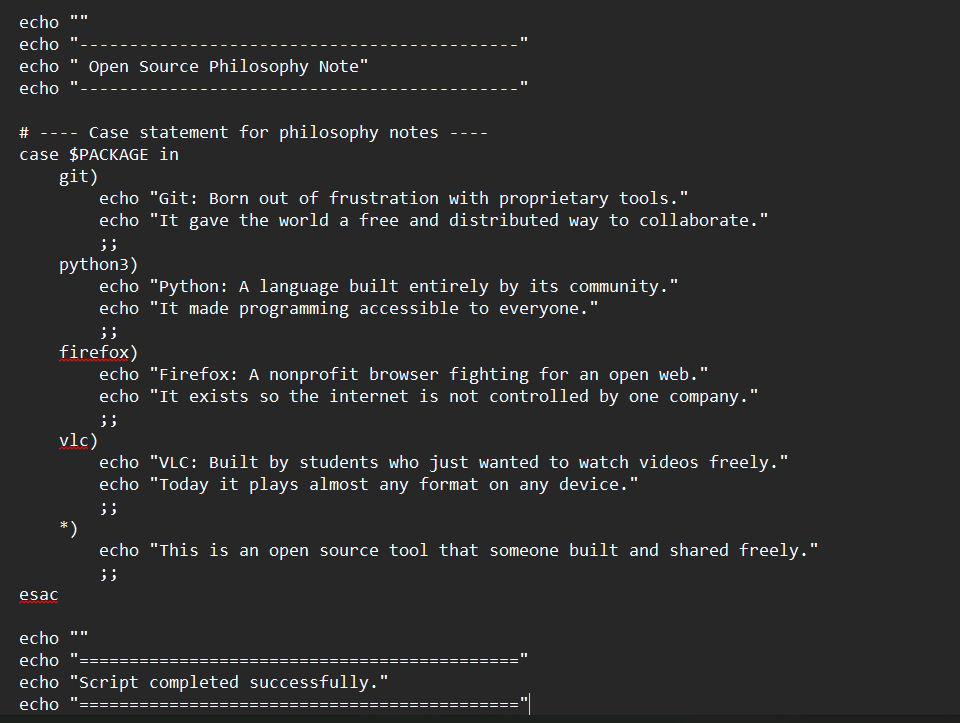 echo ""
echo "--------------------------------------------"
echo " Open Source Philosophy Note"
echo "--------------------------------------------"

# ---- Case statement for philosophy notes ----
case $PACKAGE in
    git)
        echo "Git: Born out of frustration with proprietary tools."
        echo "It gave the world a free and distributed way to collaborate."
        ;;
    python3)
        echo "Python: A language built entirely by its community."
        echo "It made programming accessible to everyone."
        ;;
    firefox)
        echo "Firefox: A nonprofit browser fighting for an open web."
        echo "It exists so the internet is not controlled by one company."
        ;;
    vlc)
        echo "VLC: Built by students who just wanted to watch videos freely."
        echo "Today it plays almost any format on any device."
        ;;
    *)
        echo "This is an open source tool that someone built and shared freely."
        ;;
esac

echo ""
echo "============================================"
echo "Script completed successfully."
echo "============================================"